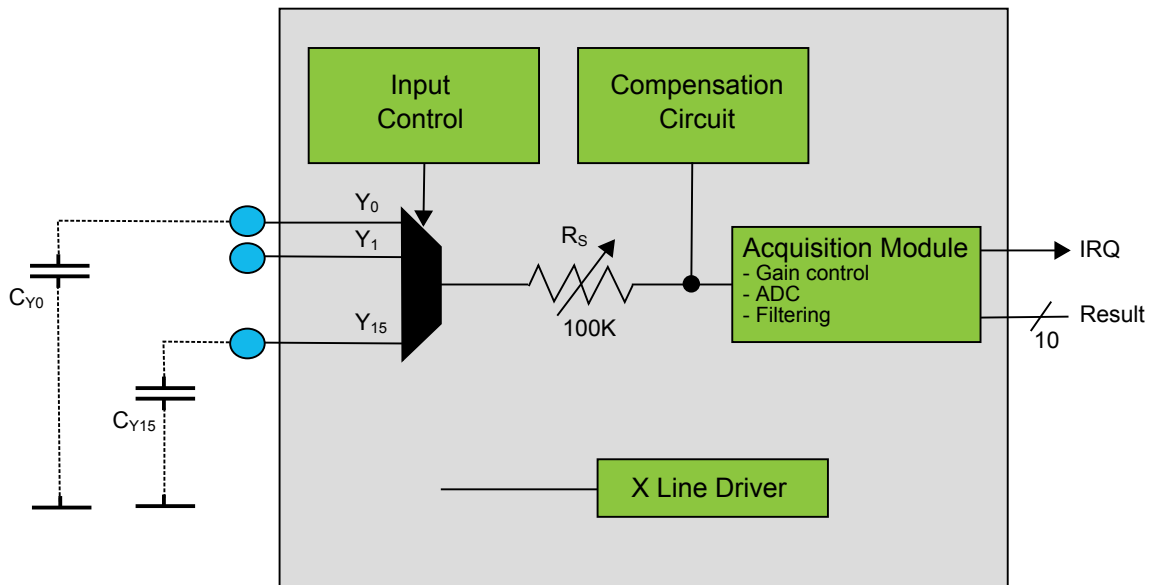 Input
Control
Compensation
Circuit
Y0
Y1
Y15
RS
100K
Acquisition Module
- Gain control
- ADC
- Filtering
IRQ
Result
10
CY0
CY15
X Line Driver